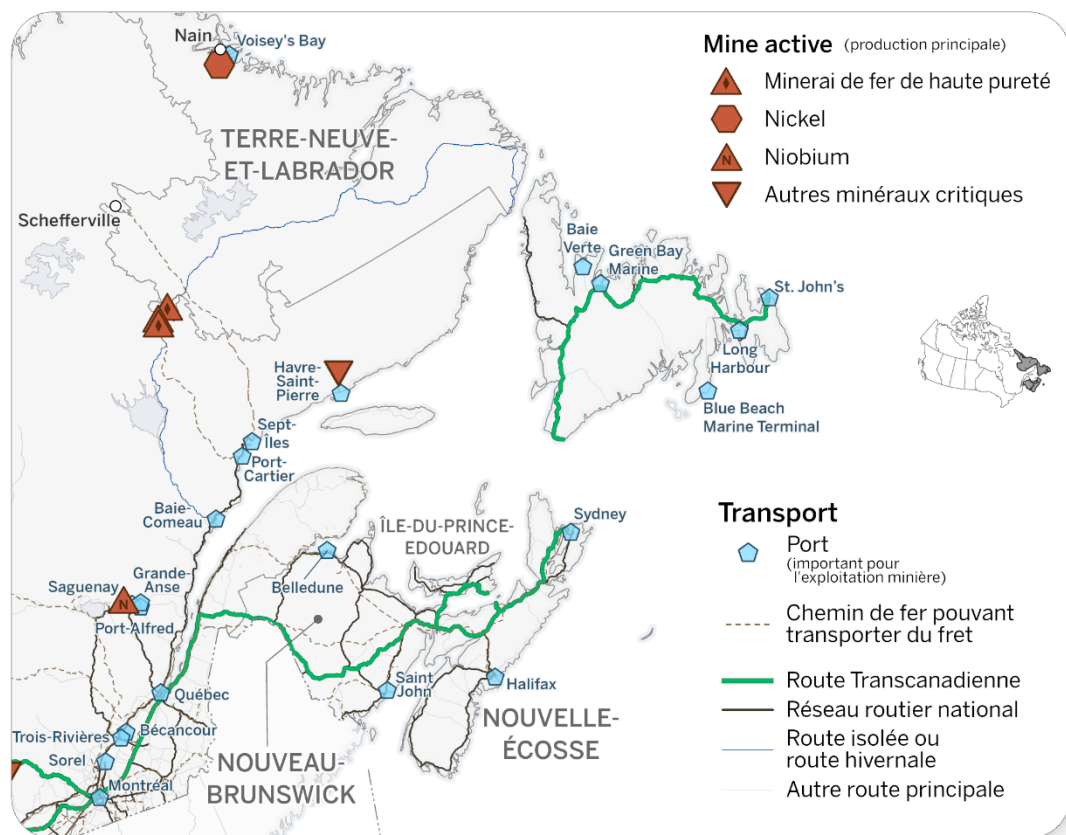 Nain
Voisey's Bay
TERRE-NEUVE-
ET-LABRADOR
Schefferville
Baie
Verte
Green Bay
Marine
St. John's
Long
Harbour
Blue Beach
Marine Terminal
Havre-
Saint-
Pierre
Sept-
Îles
Port-
Cartier
Baie-
Comeau
ÎLE-DU-PRINCE-
EDOUARD
Sydney
Belledune
Saguenay
Grande-
Anse
N
Port-Alfred
Québec
Saint
John
Halifax
Trois-Rivières
Bécancour
Sorel
Montréal
NOUVELLE-
ÉCOSSE
NOUVEAU-
BRUNSWICK
Mine active (production principale)
Minerai de fer de haute pureté
Nickel
N Niobium
Autres minéraux critiques
Transport
Port
(important pour
l'exploitation minière)
Chemin de fer pouvant
transporter du fret
Route Transcanadienne
Réseau routier national
Route isolée ou
route hivernale
Autre route principale